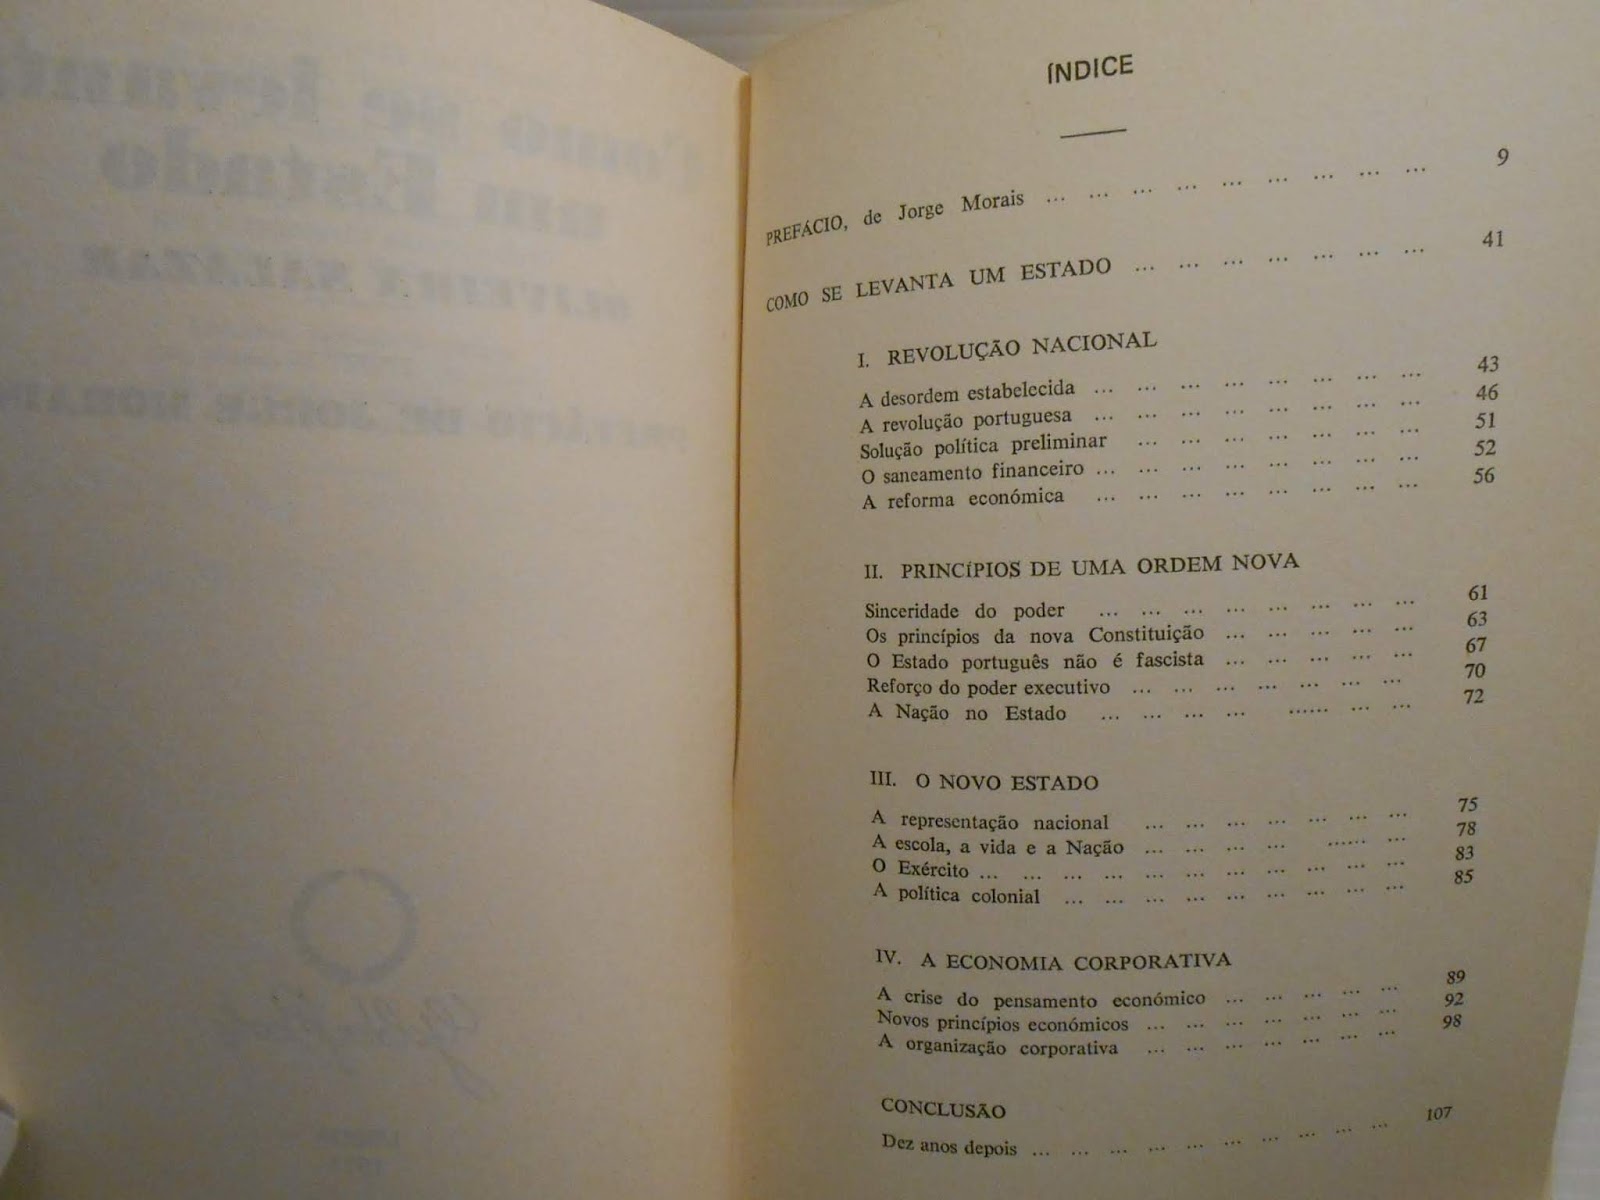 ÍNDICE
PREFÁCIO, de Jorge Morais ... ... ... ... ... ... ... ... ... 9
COMO SE LEVANTA UM ESTADO ... ... ... ... ... ... ... 41
I. REVOLUÇÃO NACIONAL
A desordem estabelecida ... ... ... ... ... ... ... ... 43
A revolução portuguesa ... ... ... ... ... ... ... ... 46
Solução política preliminar ... ... ... ... ... ... ... 51
O saneamento financeiro ... ... ... ... ... ... ... ... 52
A reforma económica ... ... ... ... ... ... ... ... 56
II. PRINCÍPIOS DE UMA ORDEM NOVA
Sinceridade do poder ... ... ... ... ... ... ... ... 61
Os princípios da nova Constituição ... ... ... ... ... 63
O Estado português não é fascista ... ... ... ... ... 67
Reforço do poder executivo ... ... ... ... ... ... ... 70
A Nação no Estado ... ... ... ... ...... ... ... 72
III. O NOVO ESTADO
A representação nacional ... ... ... ... ... ... ... 75
A escola, a vida e a Nação ... ... ... ... ...... ... 78
O Exército ... ... ... ... ... ... ... ... ... ... ... 83
A política colonial ... ... ... ... ... ... ... ... ... 85
IV. A ECONOMIA CORPORATIVA
A crise do pensamento económico ... ... ... ... ... 89
Novos princípios económicos ... ... ... ... ... ... ... 92
A organização corporativa ... ... ... ... ... ... ... 98
CONCLUSÃO
Dez anos depois ... ... ... ... ... ... ... ... ... ... 107